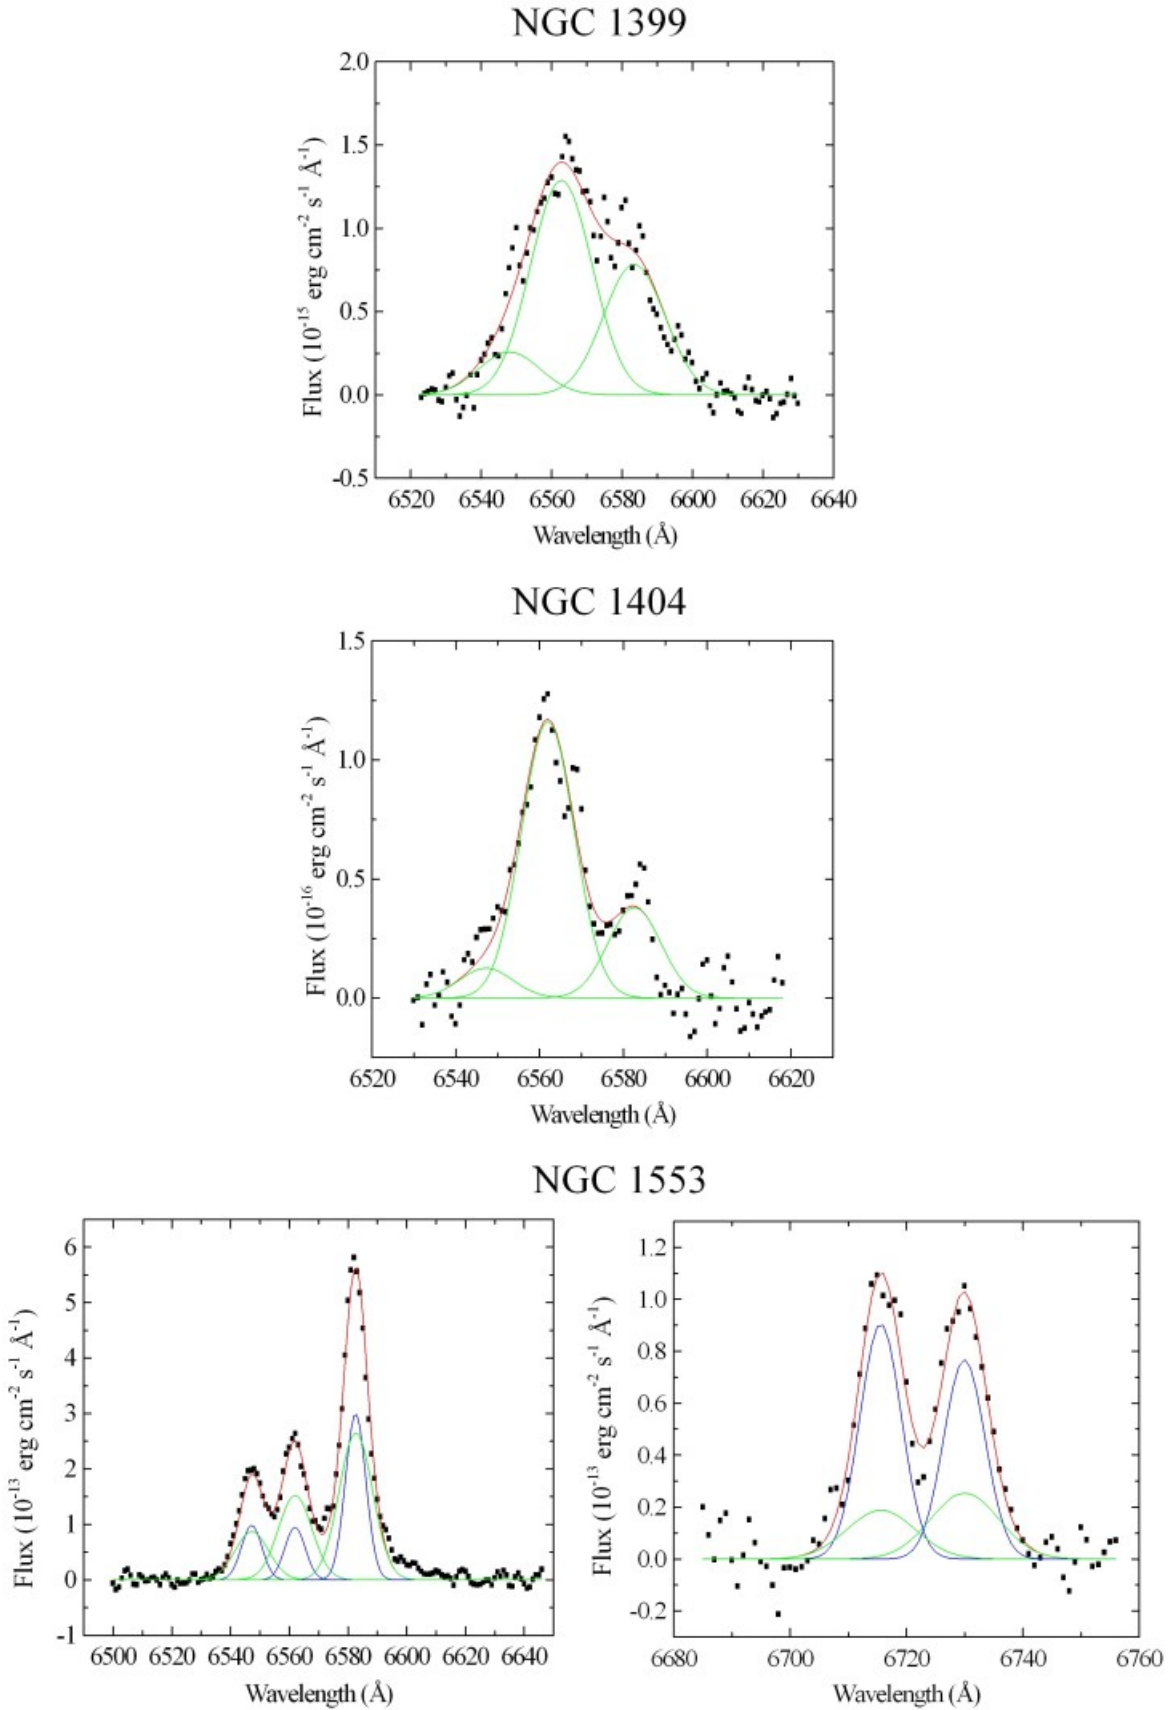 NGC 1399
2.0
1.5
1.0
0.5
0.0
-0.5
Flux (10⁻¹⁵ erg cm⁻² s⁻¹ Å⁻¹)
6520 6540 6560 6580 6600 6620 6640
Wavelength (Å)
NGC 1404
1.5
1.0
0.5
0.0
Flux (10⁻¹⁶ erg cm⁻² s⁻¹ Å⁻¹)
6520 6540 6560 6580 6600 6620
Wavelength (Å)
NGC 1553
6
5
4
3
2
1
0
-1
Flux (10⁻¹³ erg cm⁻² s⁻¹ Å⁻¹)
6500 6520 6540 6560 6580 6600 6620 6640
Wavelength (Å)
1.2
1.0
0.8
0.6
0.4
0.2
0.0
-0.2
Flux (10⁻¹³ erg cm⁻² s⁻¹ Å⁻¹)
6680 6700 6720 6740 6760
Wavelength (Å)